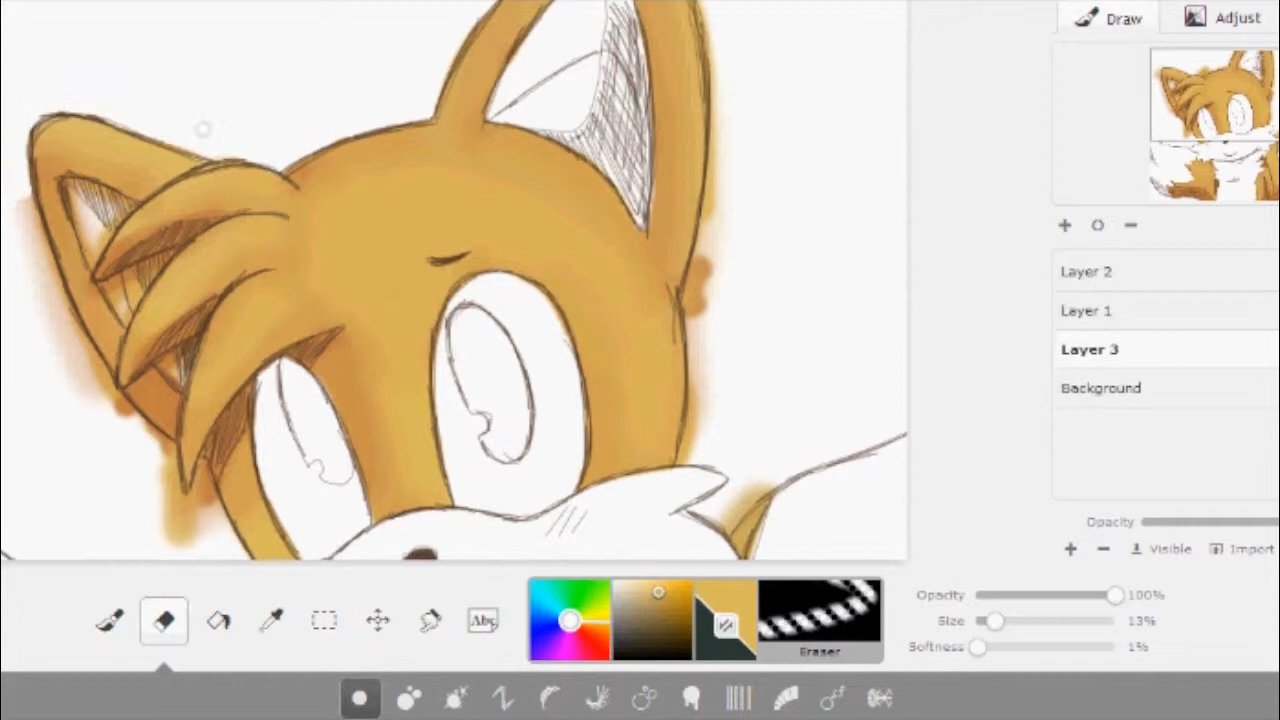 Draw Adjust
Layer 2
Layer 1
Layer 3
Background
Opacity
Visible Import
Opacity 100%
Size 13%
Softness 1%
Abc
Eraser